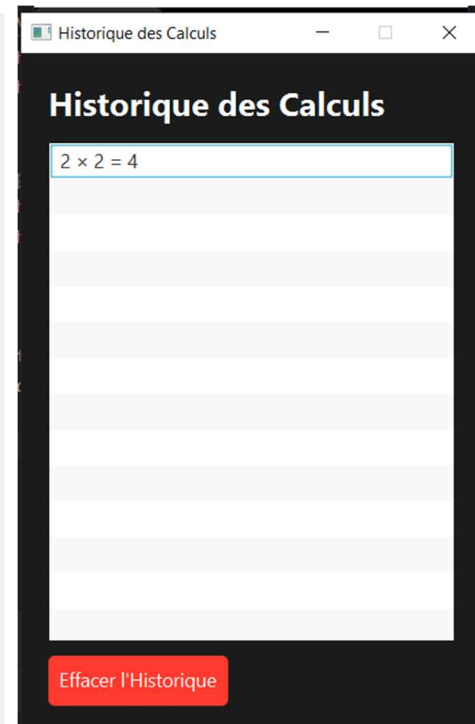 Historique des Calculs
Historique des Calculs
2 × 2 = 4
Effacer l'Historique